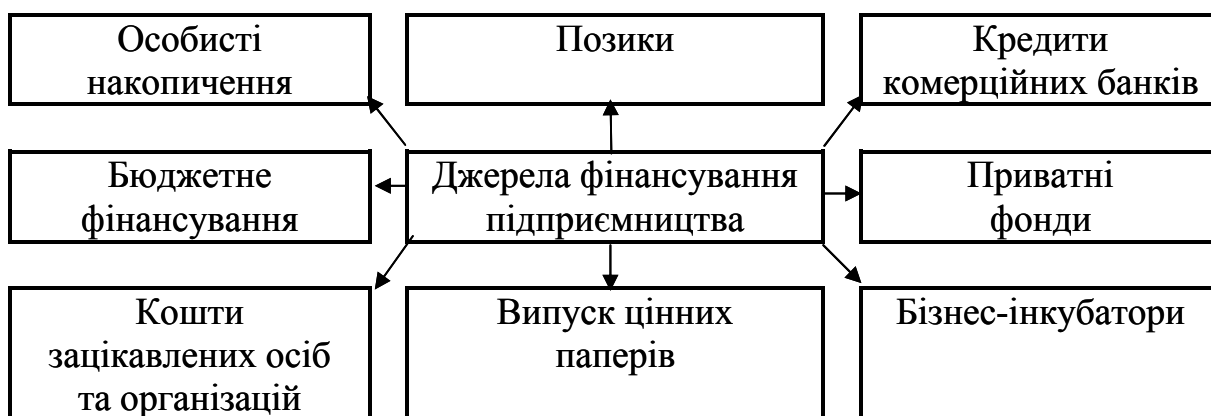 Особисті
накопичення
Позики
Кредити
комерційних банків
Бюджетне
фінансування
Джерела фінансування
підприємництва
Приватні
фонди
Кошти
зацікавлених осіб
та організацій
Випуск цінних
паперів
Бізнес-інкубатори